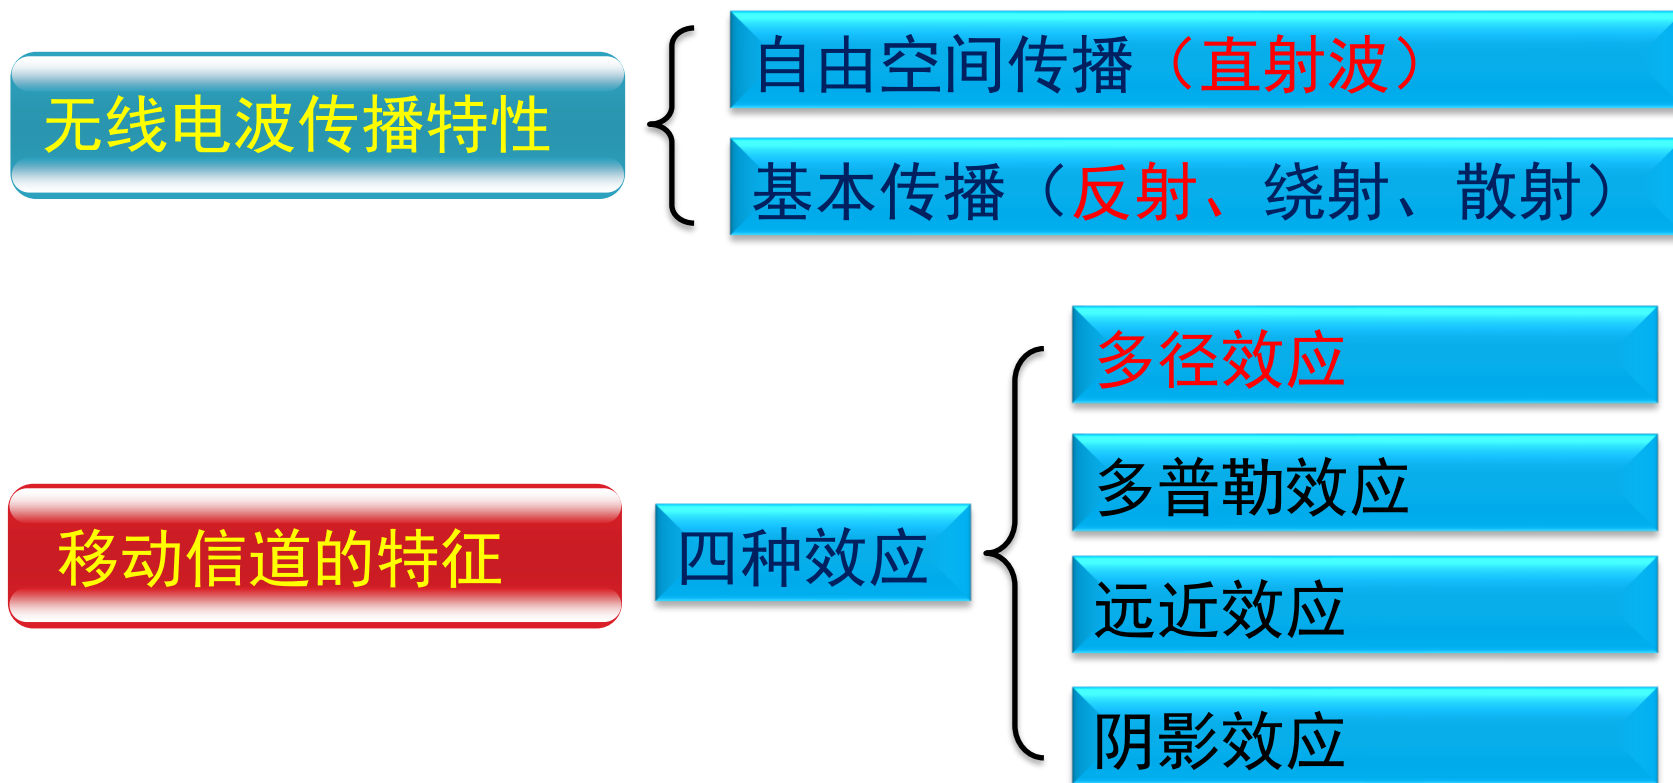 无线电波传播特性
自由空间传播（直射波）
基本传播（反射、绕射、散射）
移动信道的特征
四种效应
多径效应
多普勒效应
远近效应
阴影效应